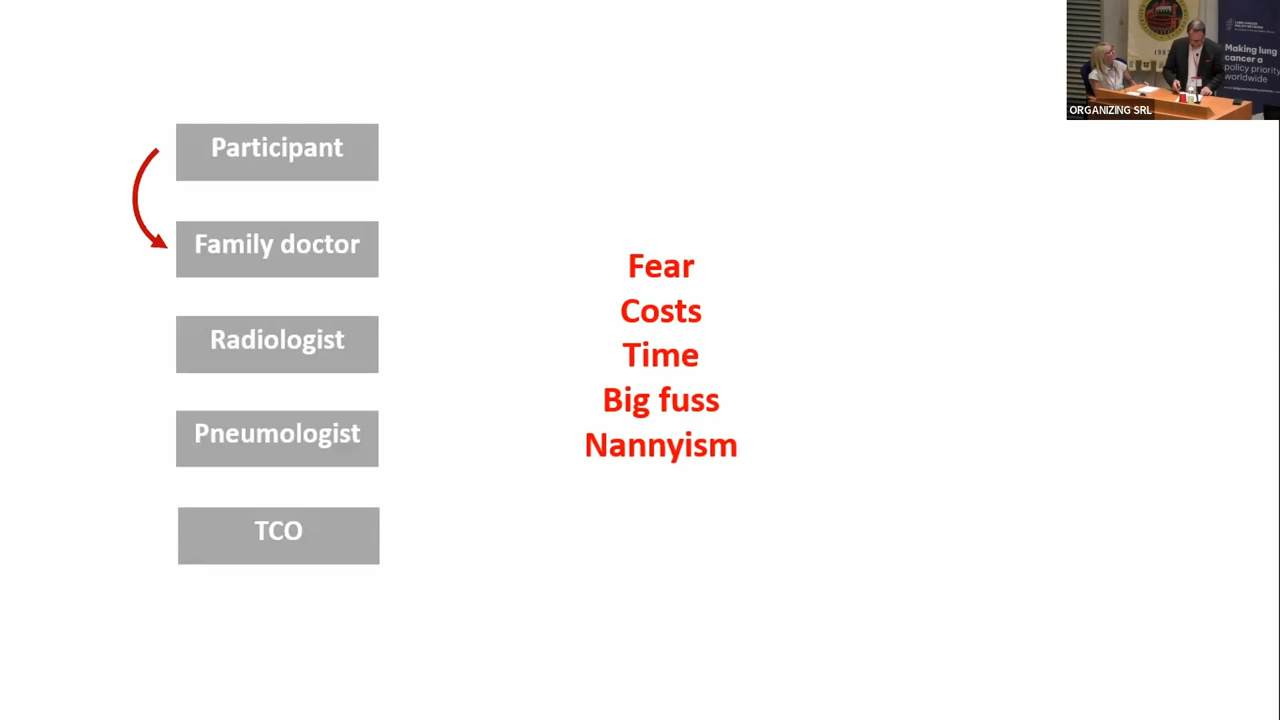 Participant
Family doctor
Radiologist
Pneumologist
TCO
Fear
Costs
Time
Big fuss
Nannyism
Making lung
cancer a
policy priority
worldwide
ORGANIZING SRL